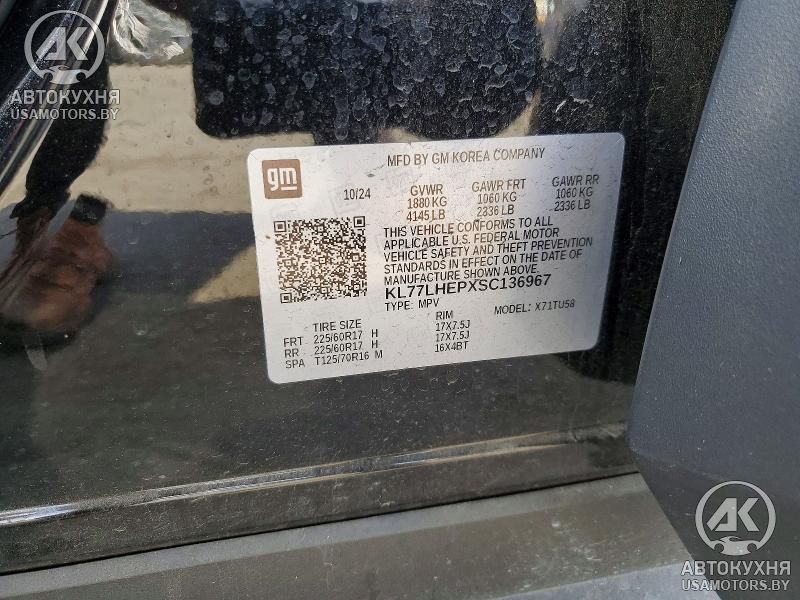 AK
АВТОКУХНЯ
USAMOTORS.BY
MFD BY GM KOREA COMPANY
gm
10/24
GVWR GAWR FRT GAWR RR
1880 KG 1060 KG 1060 KG
4145 LB 2336 LB 2336 LB
THIS VEHICLE CONFORMS TO ALL
APPLICABLE U.S. FEDERAL MOTOR
VEHICLE SAFETY AND THEFT PREVENTION
STANDARDS IN EFFECT ON THE DATE OF
MANUFACTURE SHOWN ABOVE.
KL77LHEPXSC136967
TYPE: MPV MODEL: X71TU58
TIRE SIZE RIM
FRT 225/60R17 H 17X7.5J
RR 225/60R17 H 17X7.5J
SPA T125/70R16 M 16X4BT
AK
АВТОКУХНЯ
USAMOTORS.BY